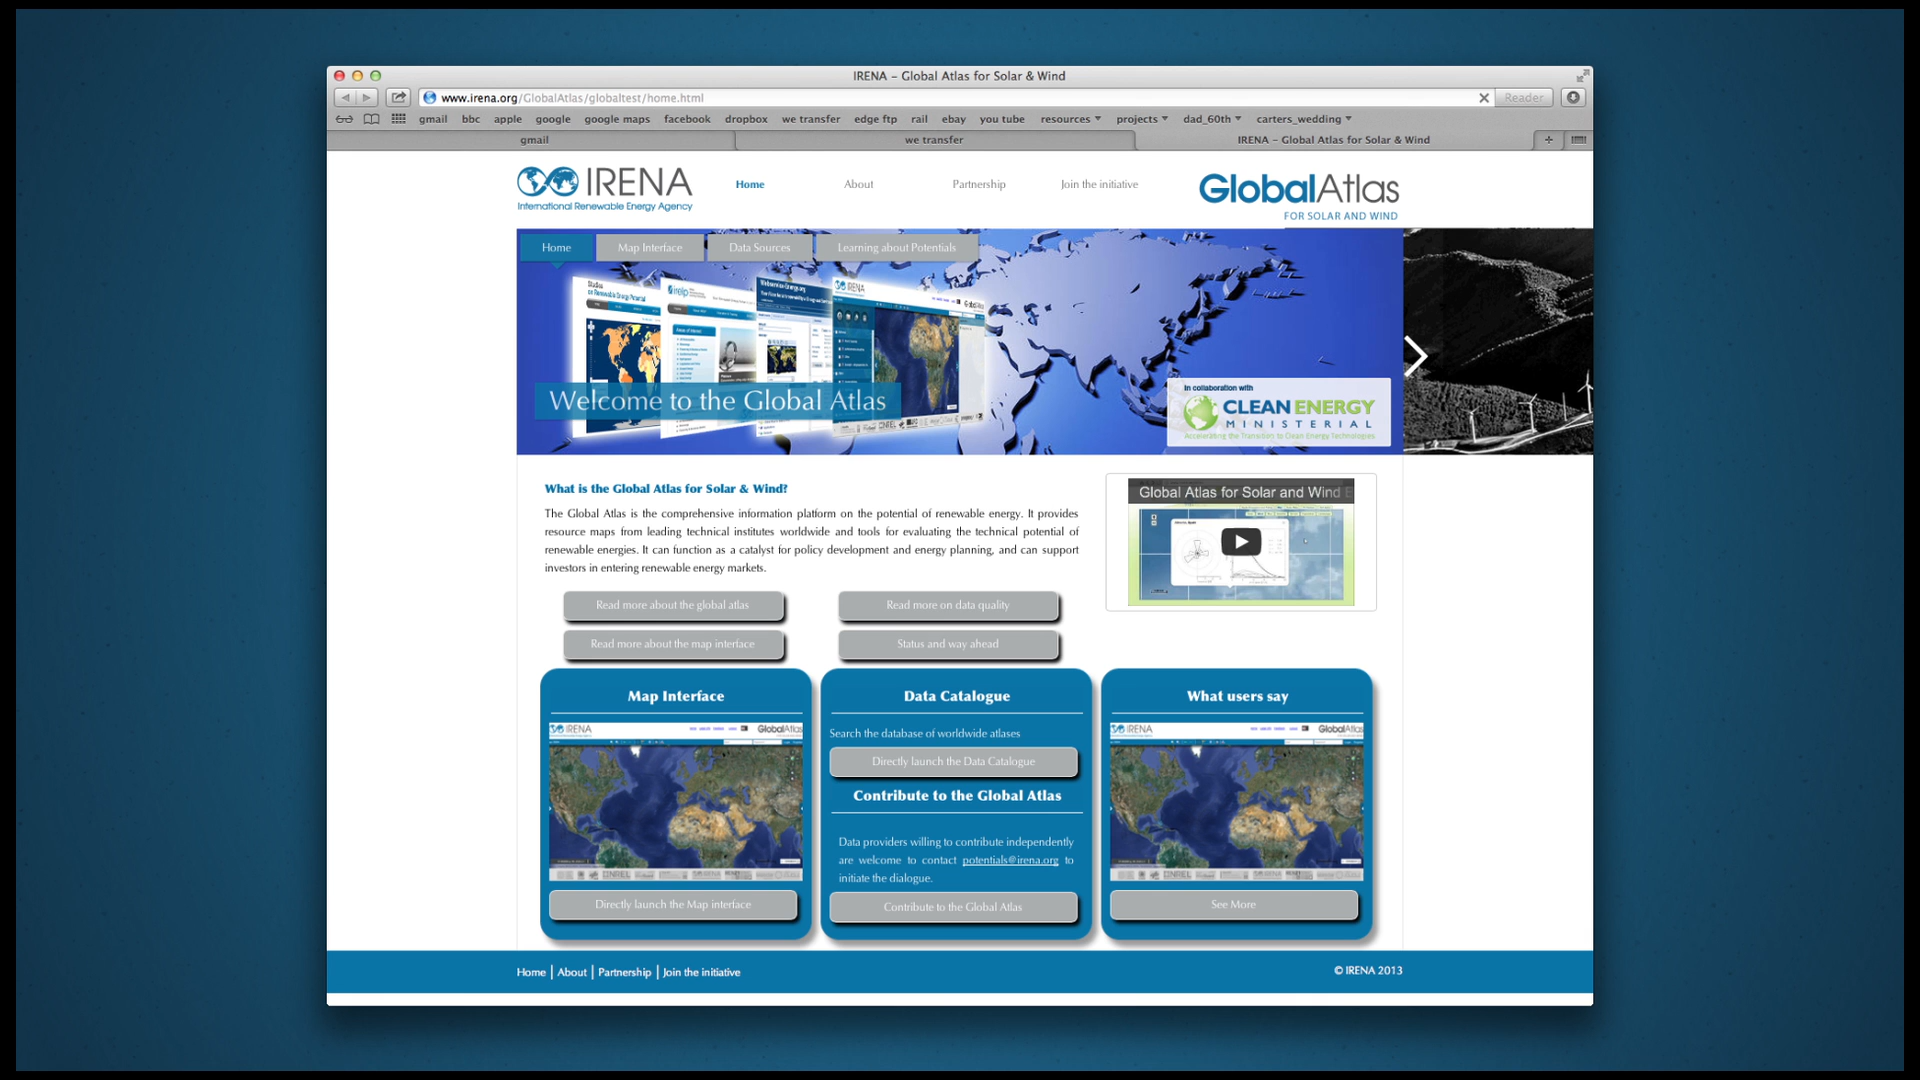 IRENA – Global Atlas for Solar & Wind
www.irena.org/GlobalAtlas/globaltest/home.html
Reader
gmail bbc apple google google maps facebook dropbox we transfer edge ftp rail ebay you tube resources projects dad_60th carters_wedding
gmail
we transfer
IRENA – Global Atlas for Solar & Wind
IRENA
International Renewable Energy Agency
Home
About
Partnership
Join the initiative
GlobalAtlas
FOR SOLAR AND WIND
Home
Map Interface
Data Sources
Learning about Potentials
Welcome to the Global Atlas
In collaboration with
CLEAN ENERGY
MINISTERIAL
Accelerating the Transition to Clean Energy Technologies
What is the Global Atlas for Solar & Wind?
The Global Atlas is the comprehensive information platform on the potential of renewable energy. It provides
resource maps from leading technical institutes worldwide and tools for evaluating the technical potential of
renewable energies. It can function as a catalyst for policy development and energy planning, and can support
investors in entering renewable energy markets.
Global Atlas for Solar and Wind
Read more about the global atlas
Read more on data quality
Read more about the map interface
Status and way ahead
Map Interface
IRENA
GlobalAtlas
Directly launch the Map interface
Data Catalogue
Search the database of worldwide atlases
Directly launch the Data Catalogue
Contribute to the Global Atlas
Data providers willing to contribute independently
are welcome to contact potentials@irena.org to
initiate the dialogue.
Contribute to the Global Atlas
What users say
IRENA
GlobalAtlas
See More
Home | About | Partnership | Join the initiative
© IRENA 2013